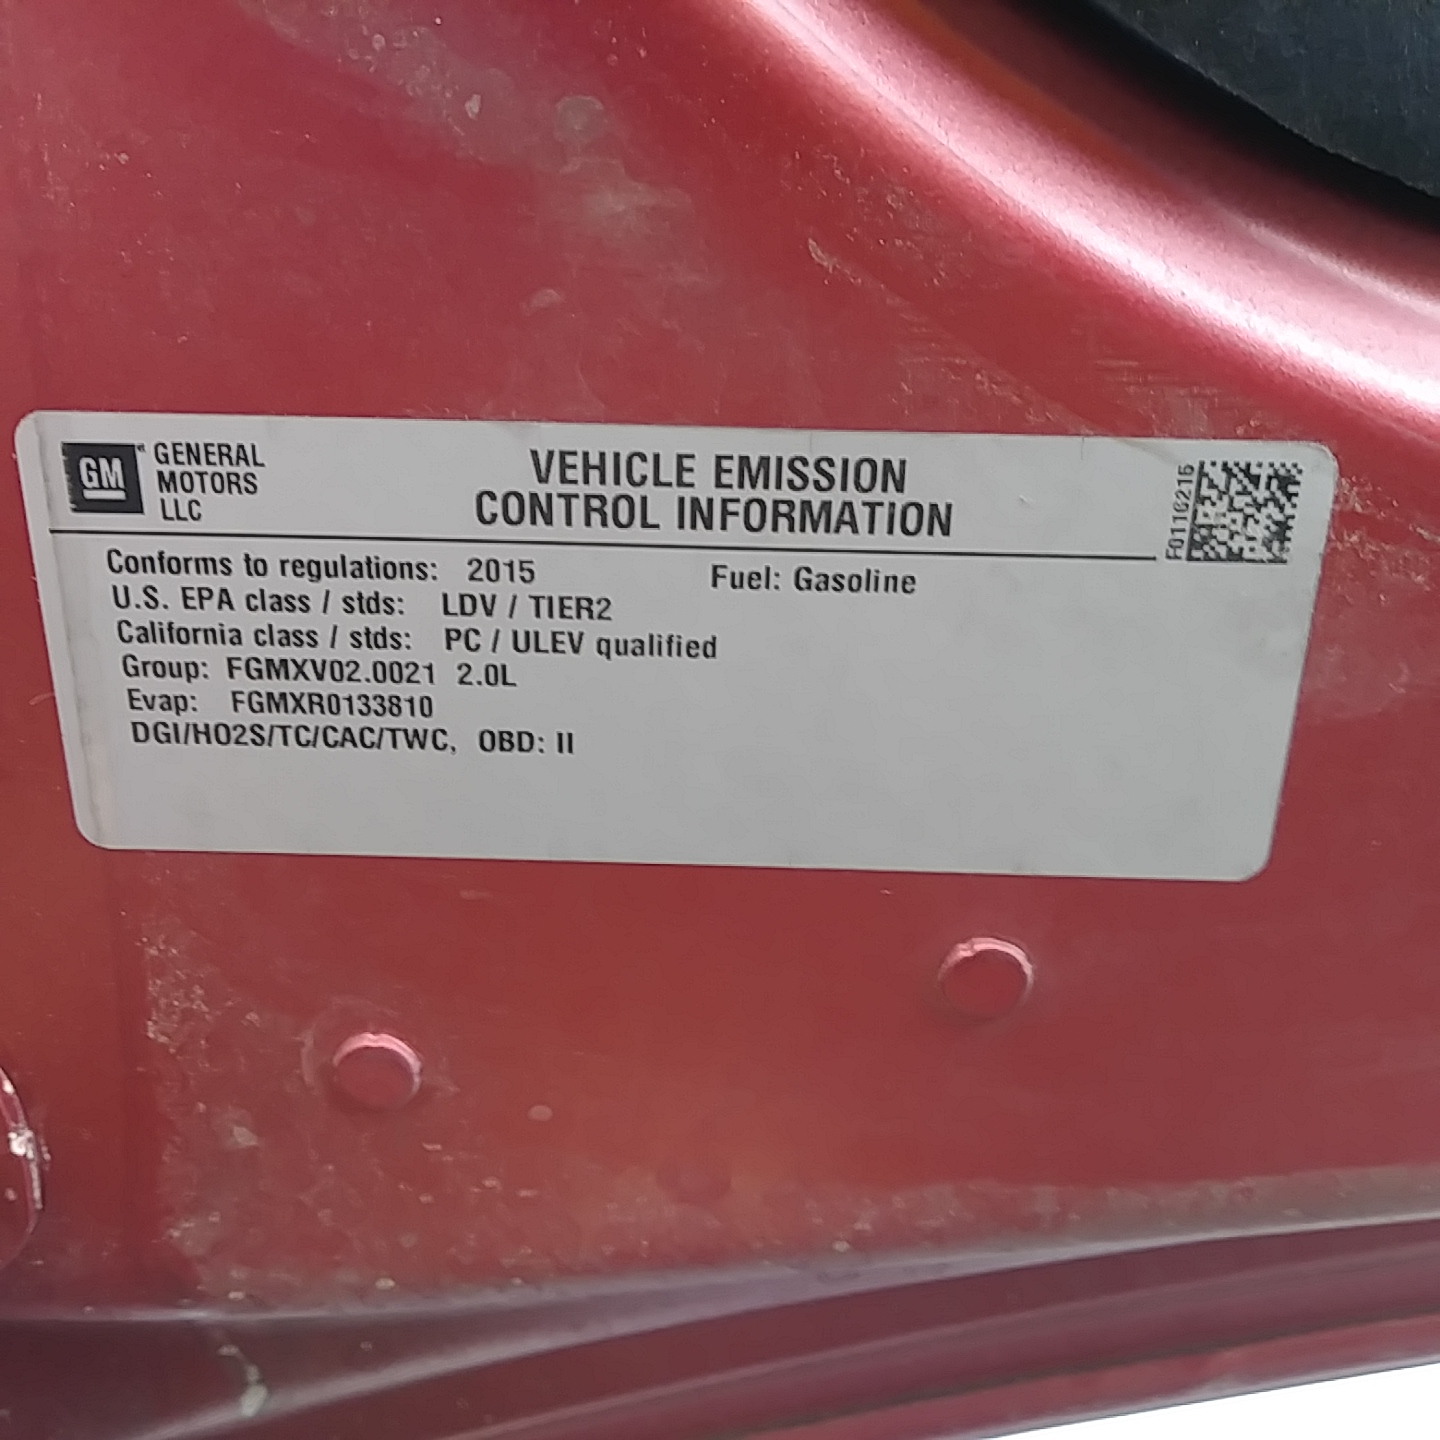 GM GENERAL
MOTORS
LLC
VEHICLE EMISSION
CONTROL INFORMATION
F0116216
Conforms to regulations: 2015 Fuel: Gasoline
U.S. EPA class / stds: LDV / TIER2
California class / stds: PC / ULEV qualified
Group: FGMXV02.0021 2.0L
Evap: FGMXR0133810
DGI/HO2S/TC/CAC/TWC, OBD: II